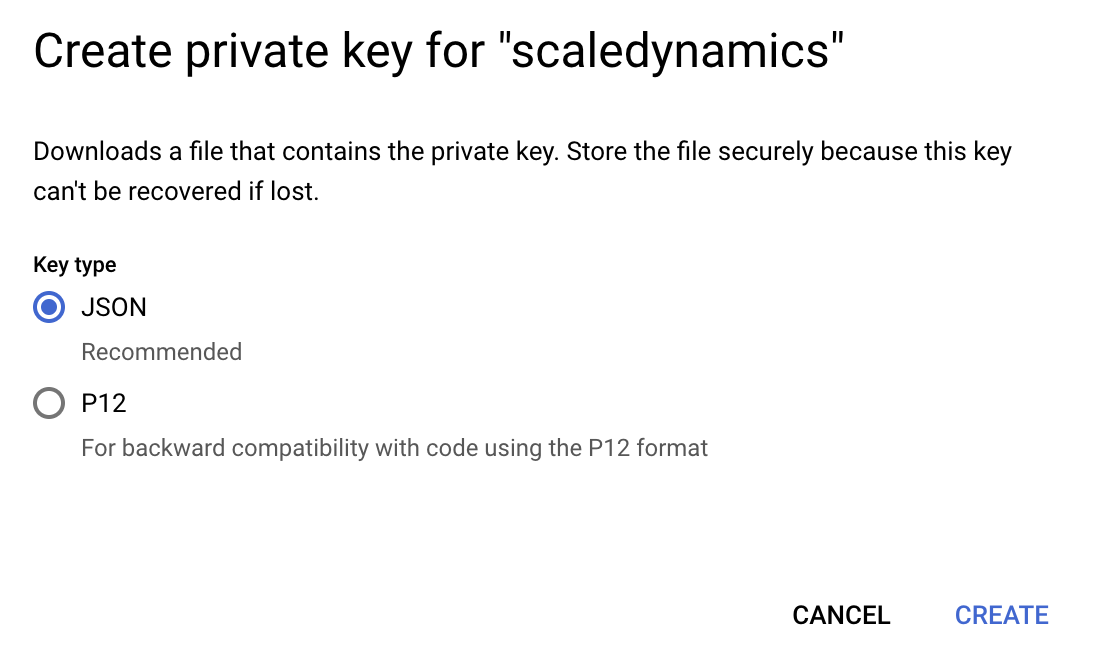 Create private key for "scaledynamics"
Downloads a file that contains the private key. Store the file securely because this key
can't be recovered if lost.
Key type
JSON
Recommended
P12
For backward compatibility with code using the P12 format
CANCEL CREATE